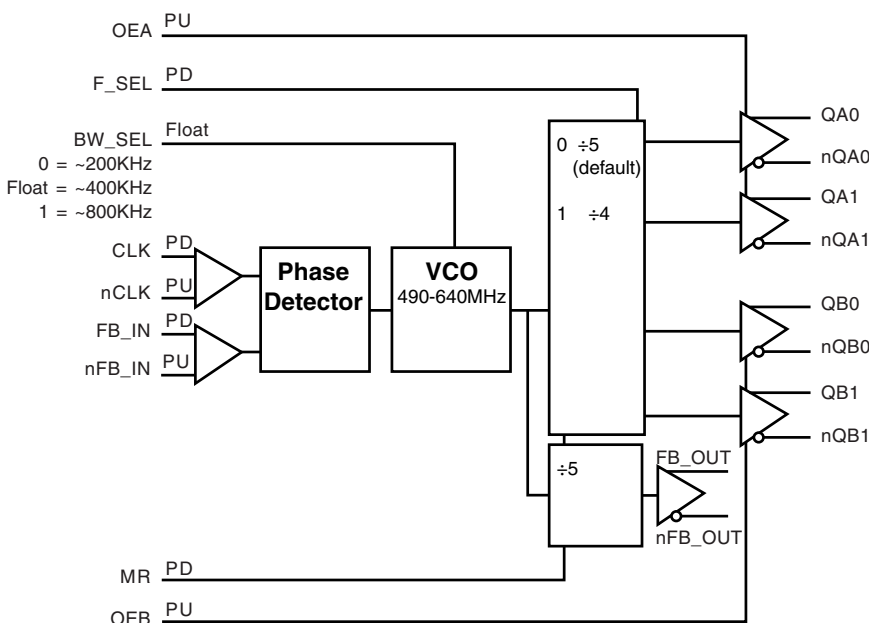 OEA PU
F_SEL PD
BW_SEL Float
0 = ~200KHz
Float = ~400KHz
1 = ~800KHz
CLK PD
nCLK PU
FB_IN PD
nFB_IN PU
Phase
Detector
VCO
490-640MHz
0 ÷5
(default)
1 ÷4
÷5
QA0
nQA0
QA1
nQA1
QB0
nQB0
QB1
nQB1
FB_OUT
nFB_OUT
MR PD
OEB PU